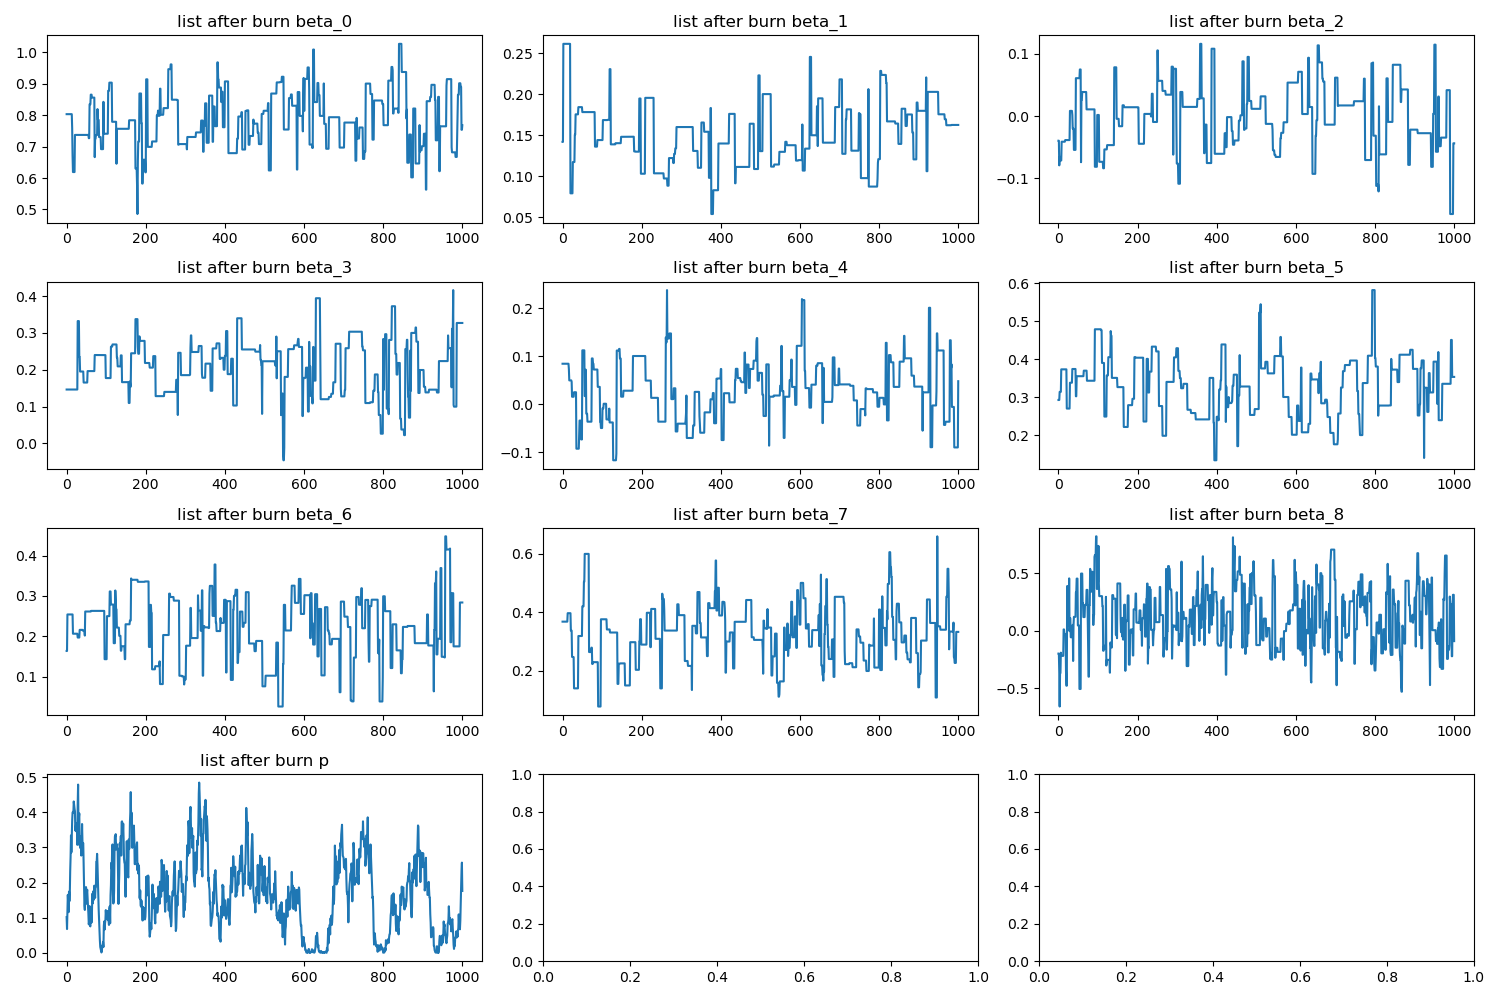 list after burn beta_0
list after burn beta_1
list after burn beta_2
1.0
0.9
0.8
0.7
0.6
0.5
0 200 400 600 800 1000
0.25
0.20
0.15
0.10
0.05
0 200 400 600 800 1000
0.1
0.0
−0.1
0 200 400 600 800 1000
list after burn beta_3
list after burn beta_4
list after burn beta_5
0.4
0.3
0.2
0.1
0.0
0 200 400 600 800 1000
0.2
0.1
0.0
−0.1
0 200 400 600 800 1000
0.6
0.5
0.4
0.3
0.2
0 200 400 600 800 1000
list after burn beta_6
list after burn beta_7
list after burn beta_8
0.4
0.3
0.2
0.1
0 200 400 600 800 1000
0.6
0.4
0.2
0 200 400 600 800 1000
0.5
0.0
−0.5
0 200 400 600 800 1000
list after burn p
0.5
0.4
0.3
0.2
0.1
0.0
0 200 400 600 800 1000
1.0
0.8
0.6
0.4
0.2
0.0
0.0 0.2 0.4 0.6 0.8 1.0
1.0
0.8
0.6
0.4
0.2
0.0
0.0 0.2 0.4 0.6 0.8 1.0